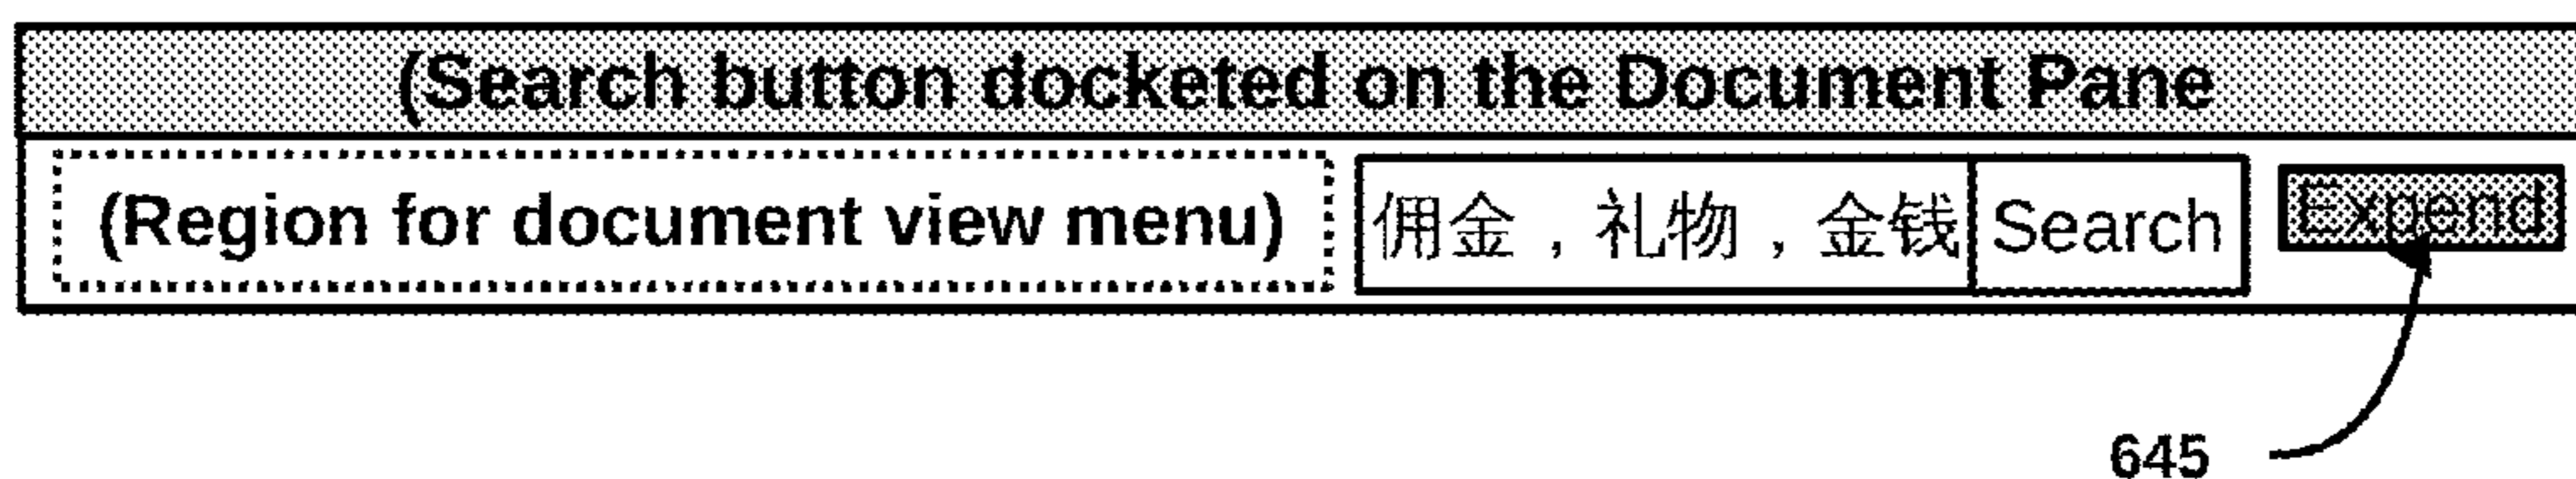 (Search button docketed on the Document Pane
(Region for document view menu) 佣金，礼物，金钱 Search Expend
645